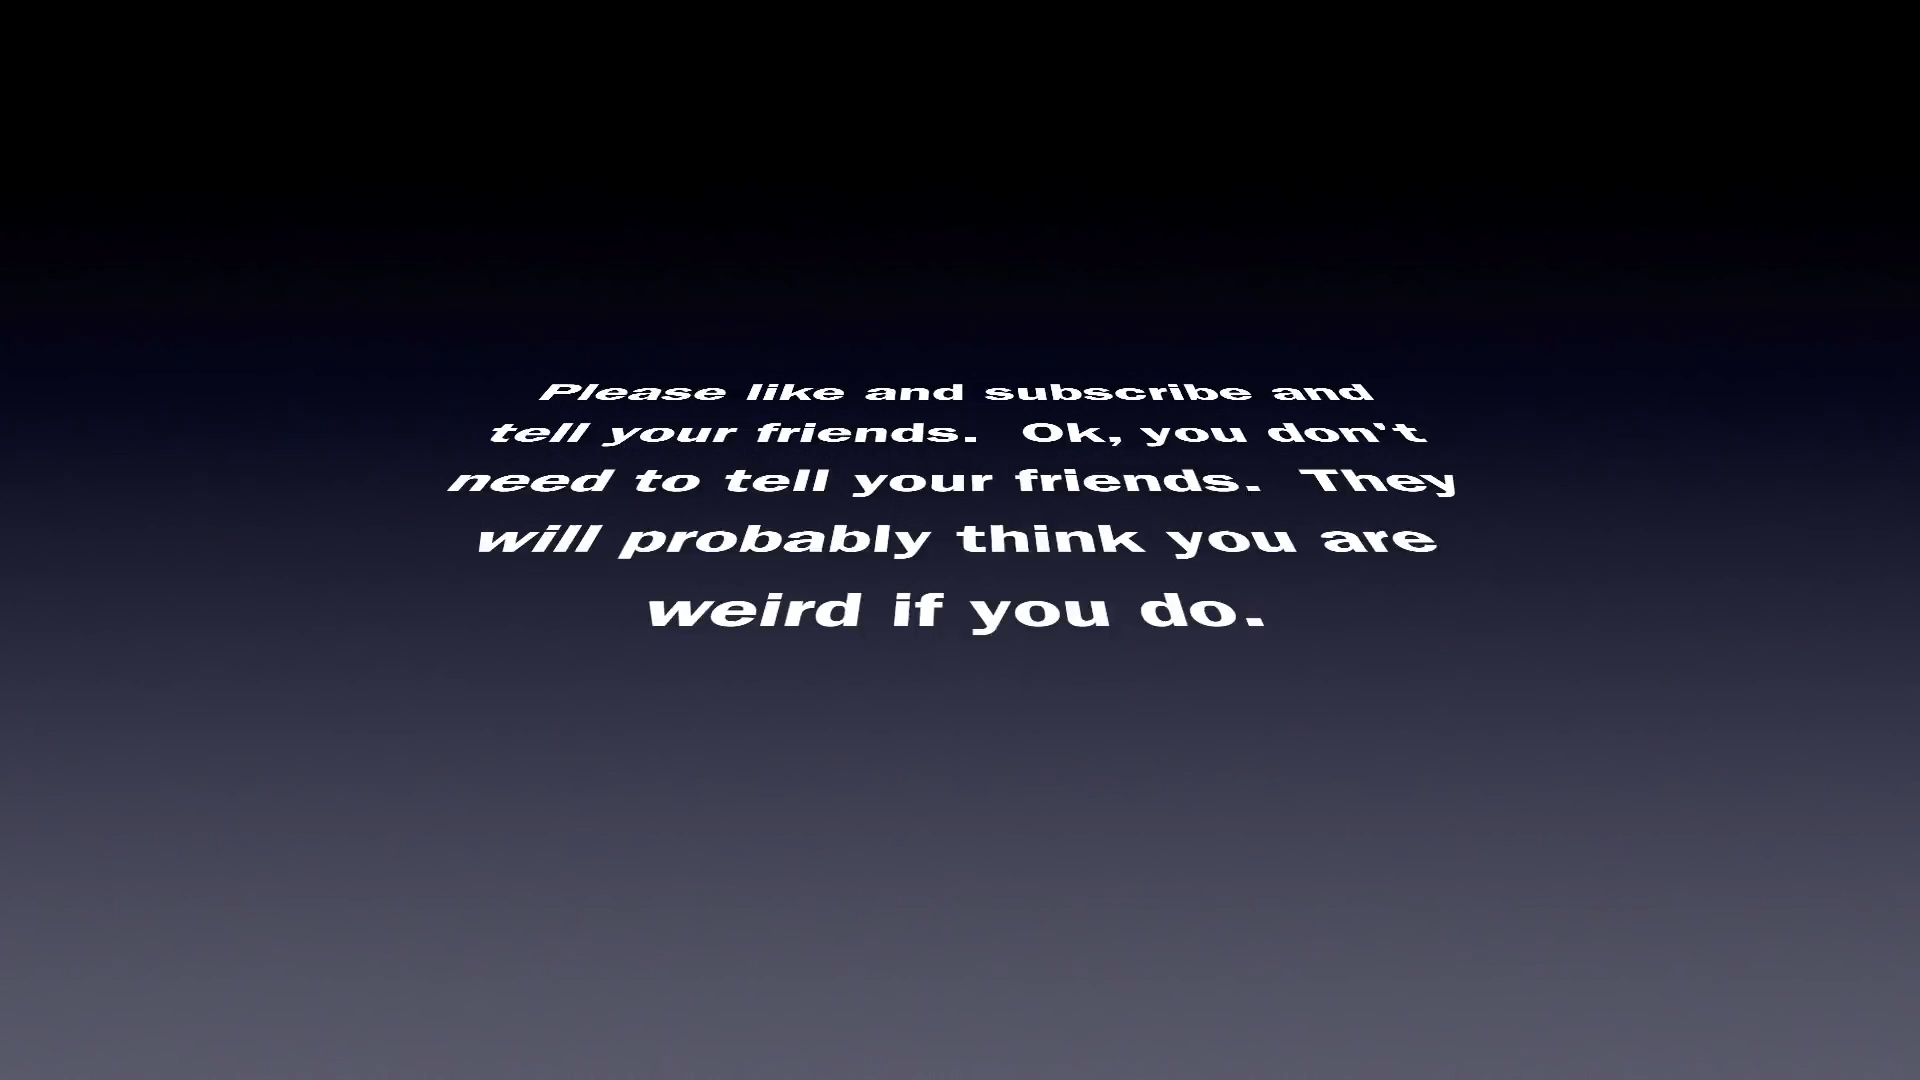 Please like and subscribe and
tell your friends.  Ok, you don't
need to tell your friends.  They
will probably think you are
weird if you do.